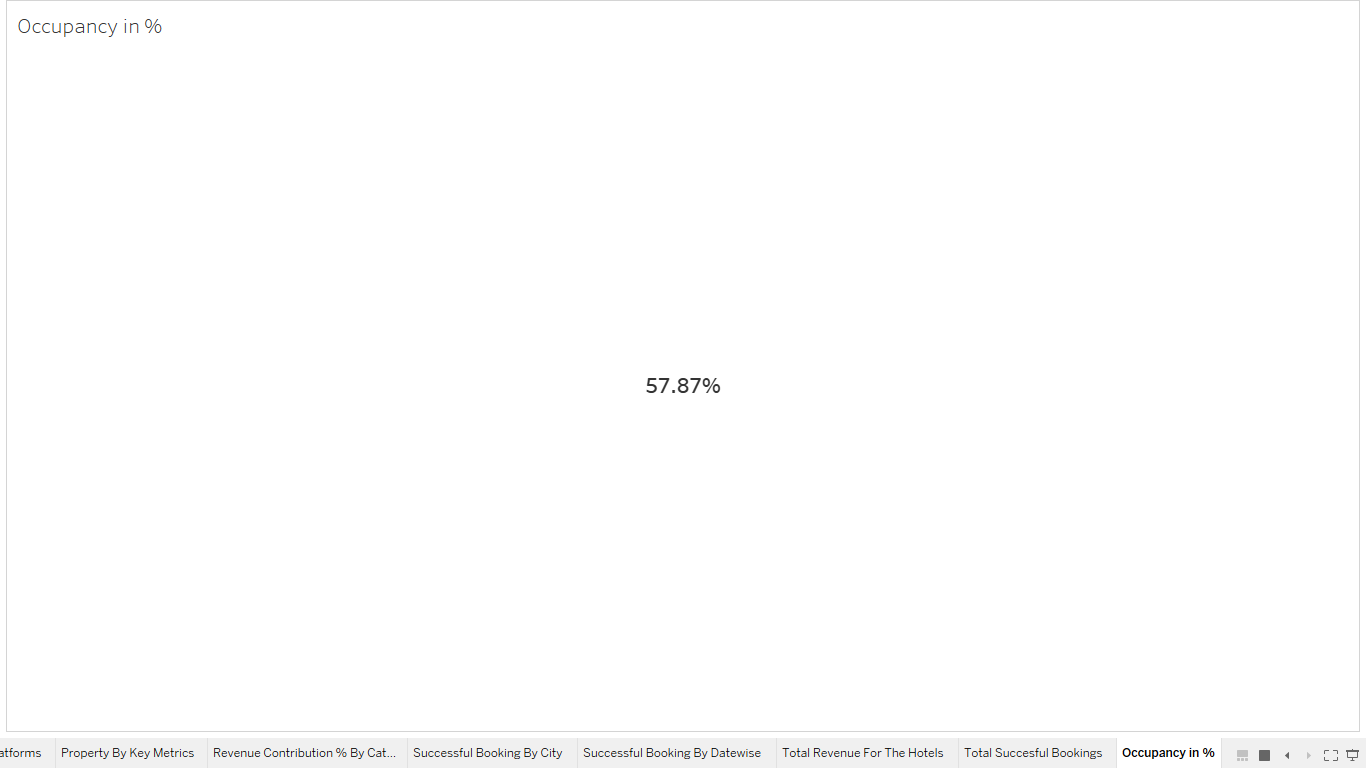 Occupancy in %
57.87%
atforms Property By Key Metrics Revenue Contribution % By Cat... Successful Booking By City Successful Booking By Datewise Total Revenue For The Hotels Total Succesful Bookings Occupancy in %